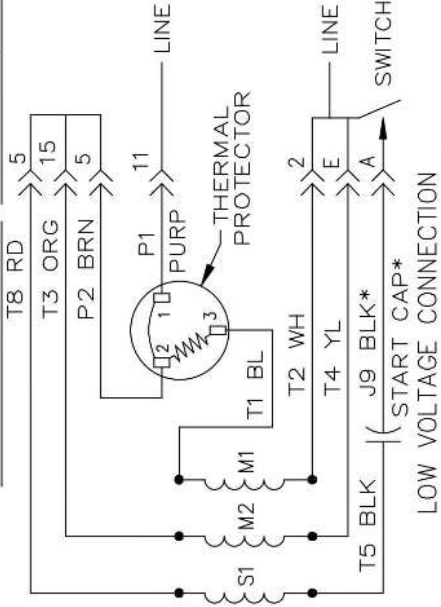 T8 RD
5
T3 ORG
15
P2 BRN
5
P1
PURP
11
LINE
THERMAL
PROTECTOR
1
2
3
T1 BL
T2 WH
2
LINE
T4 YL
E
J9 BLK*
A
SWITCH
START CAP*
T5 BLK
M1
M2
S1
LOW VOLTAGE CONNECTION